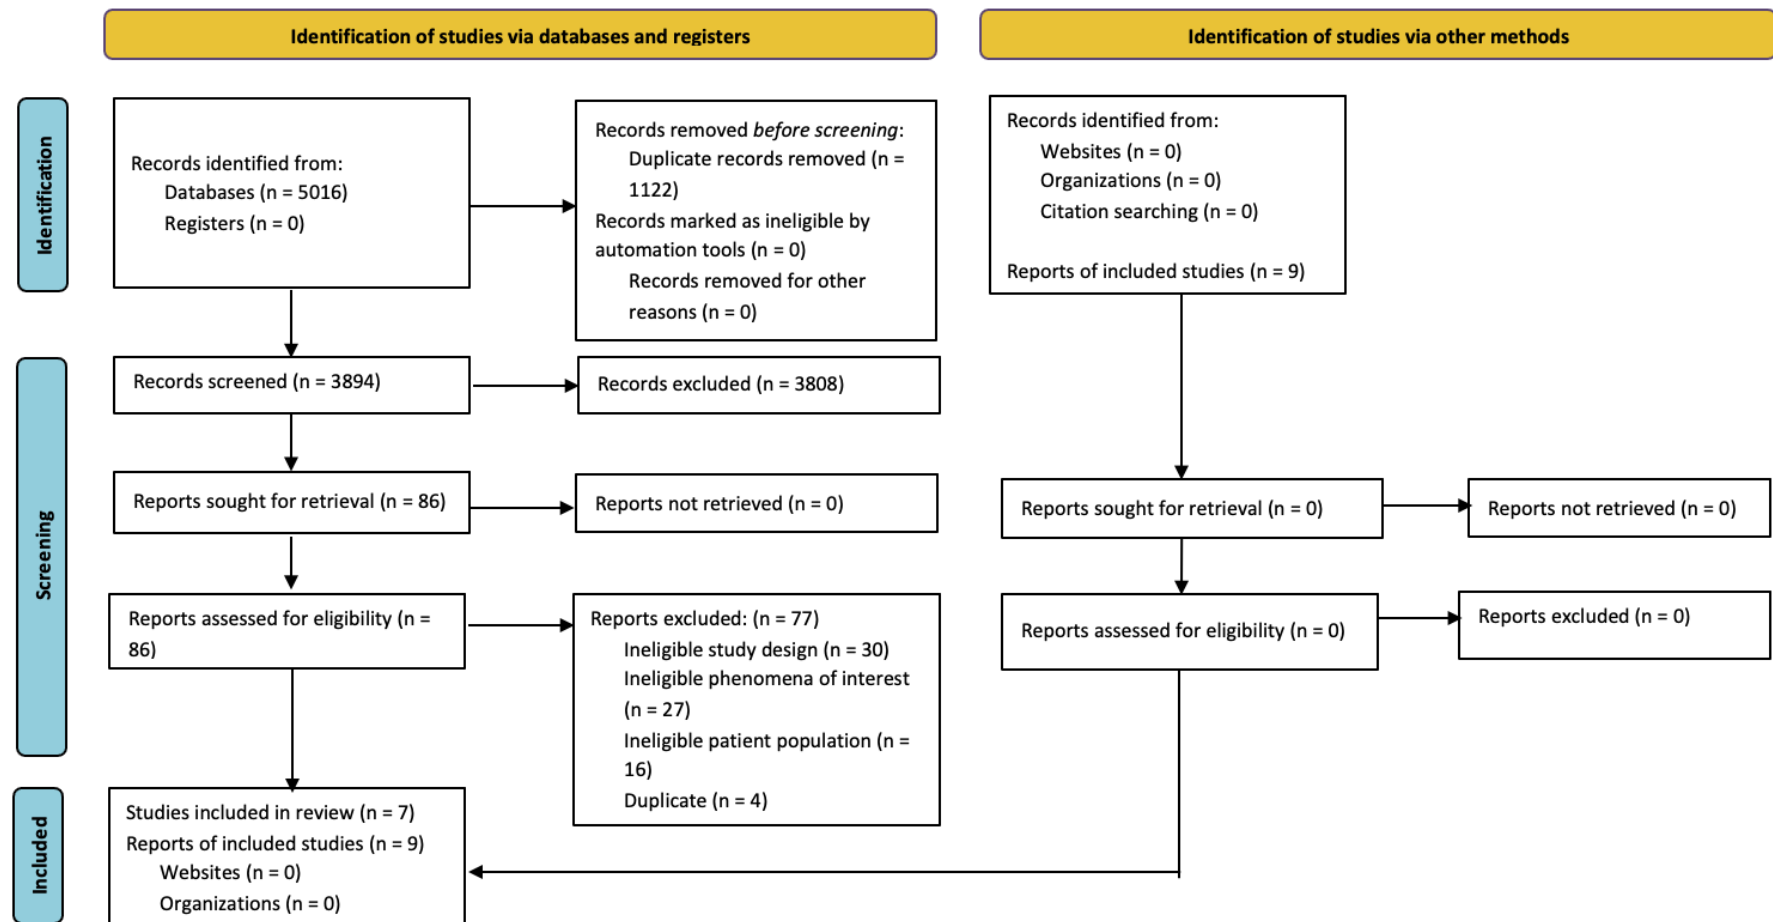 Identification of studies via databases and registers
Identification of studies via other methods
Identification
Records identified from:
Databases (n = 5016)
Registers (n = 0)
Records removed before screening:
Duplicate records removed (n =
1122)
Records marked as ineligible by
automation tools (n = 0)
Records removed for other
reasons (n = 0)
Records identified from:
Websites (n = 0)
Organizations (n = 0)
Citation searching (n = 0)
Reports of included studies (n = 9)
Screening
Records screened (n = 3894)
Records excluded (n = 3808)
Reports sought for retrieval (n = 86)
Reports not retrieved (n = 0)
Reports sought for retrieval (n = 0)
Reports not retrieved (n = 0)
Reports assessed for eligibility (n =
86)
Reports excluded: (n = 77)
Ineligible study design (n = 30)
Ineligible phenomena of interest
(n = 27)
Ineligible patient population (n =
16)
Duplicate (n = 4)
Reports assessed for eligibility (n = 0)
Reports excluded (n = 0)
Included
Studies included in review (n = 7)
Reports of included studies (n = 9)
Websites (n = 0)
Organizations (n = 0)